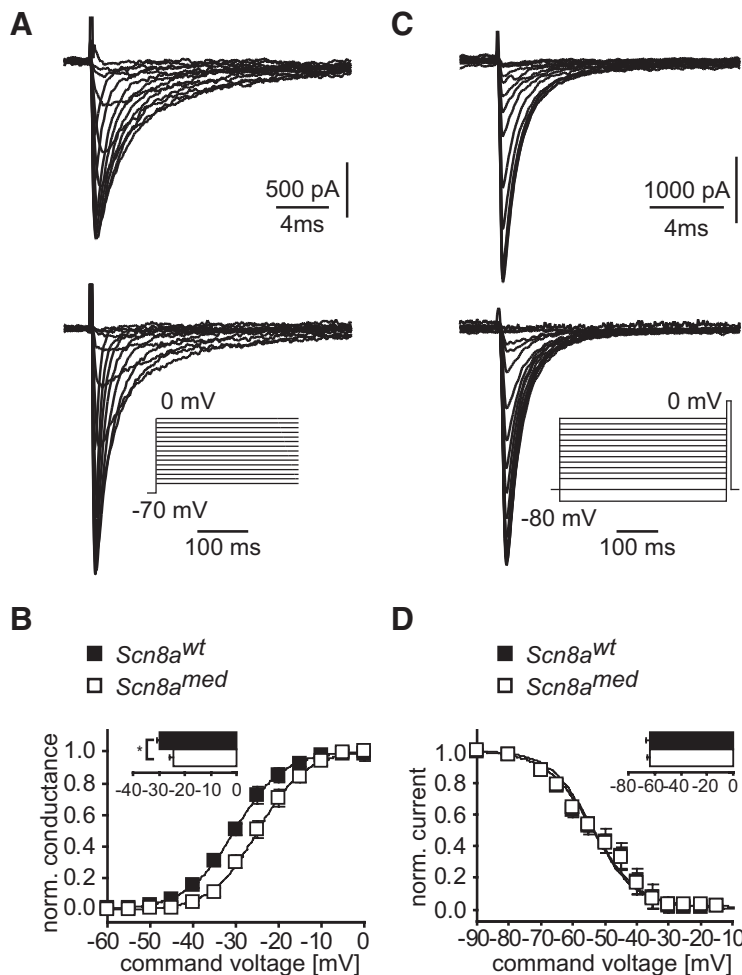 A
C
500 pA
4ms
1000 pA
4ms
0 mV
-70 mV
100 ms
0 mV
-80 mV
100 ms
B
Scn8a^wt
Scn8a^med
norm. conductance
1.0
0.8
0.6
0.4
0.2
0.0
*
-40 -30 -20 -10 0
-60 -50 -40 -30 -20 -10 0
command voltage [mV]
D
Scn8a^wt
Scn8a^med
norm. current
1.0
0.8
0.6
0.4
0.2
0.0
-80 -60 -40 -20 0
-90 -80 -70 -60 -50 -40 -30 -20 -10
command voltage [mV]